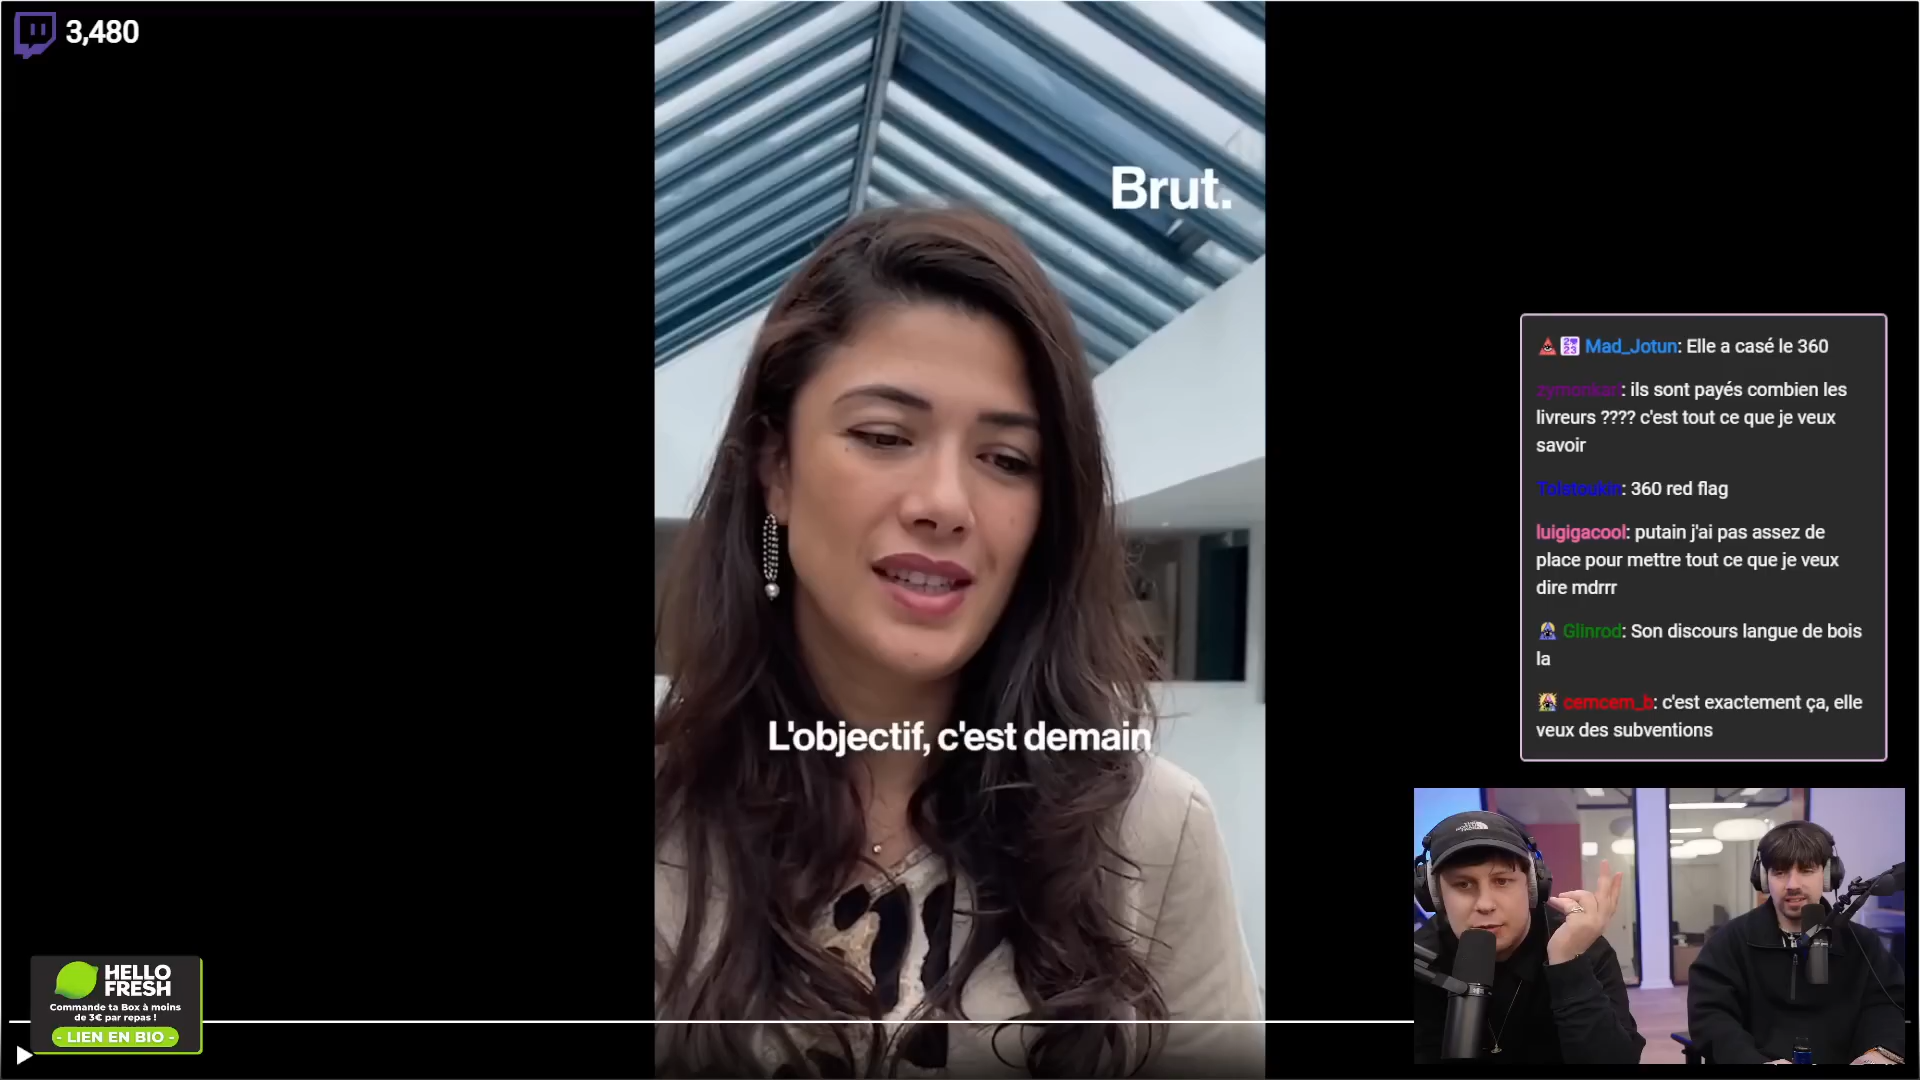 3,480
Brut.
Mad_Jotun: Elle a casé le 360
zymonkari: ils sont payés combien les
livreurs ???? c'est tout ce que je veux
savoir
Tolstoukin: 360 red flag
luigigacool: putain j'ai pas assez de
place pour mettre tout ce que je veux
dire mdrrr
Glinrod: Son discours langue de bois
la
cemcem_b: c'est exactement ça, elle
veux des subventions
L'objectif, c'est demain
HELLO
FRESH
Commande ta Box à moins
de 3€ par repas !
- LIEN EN BIO -